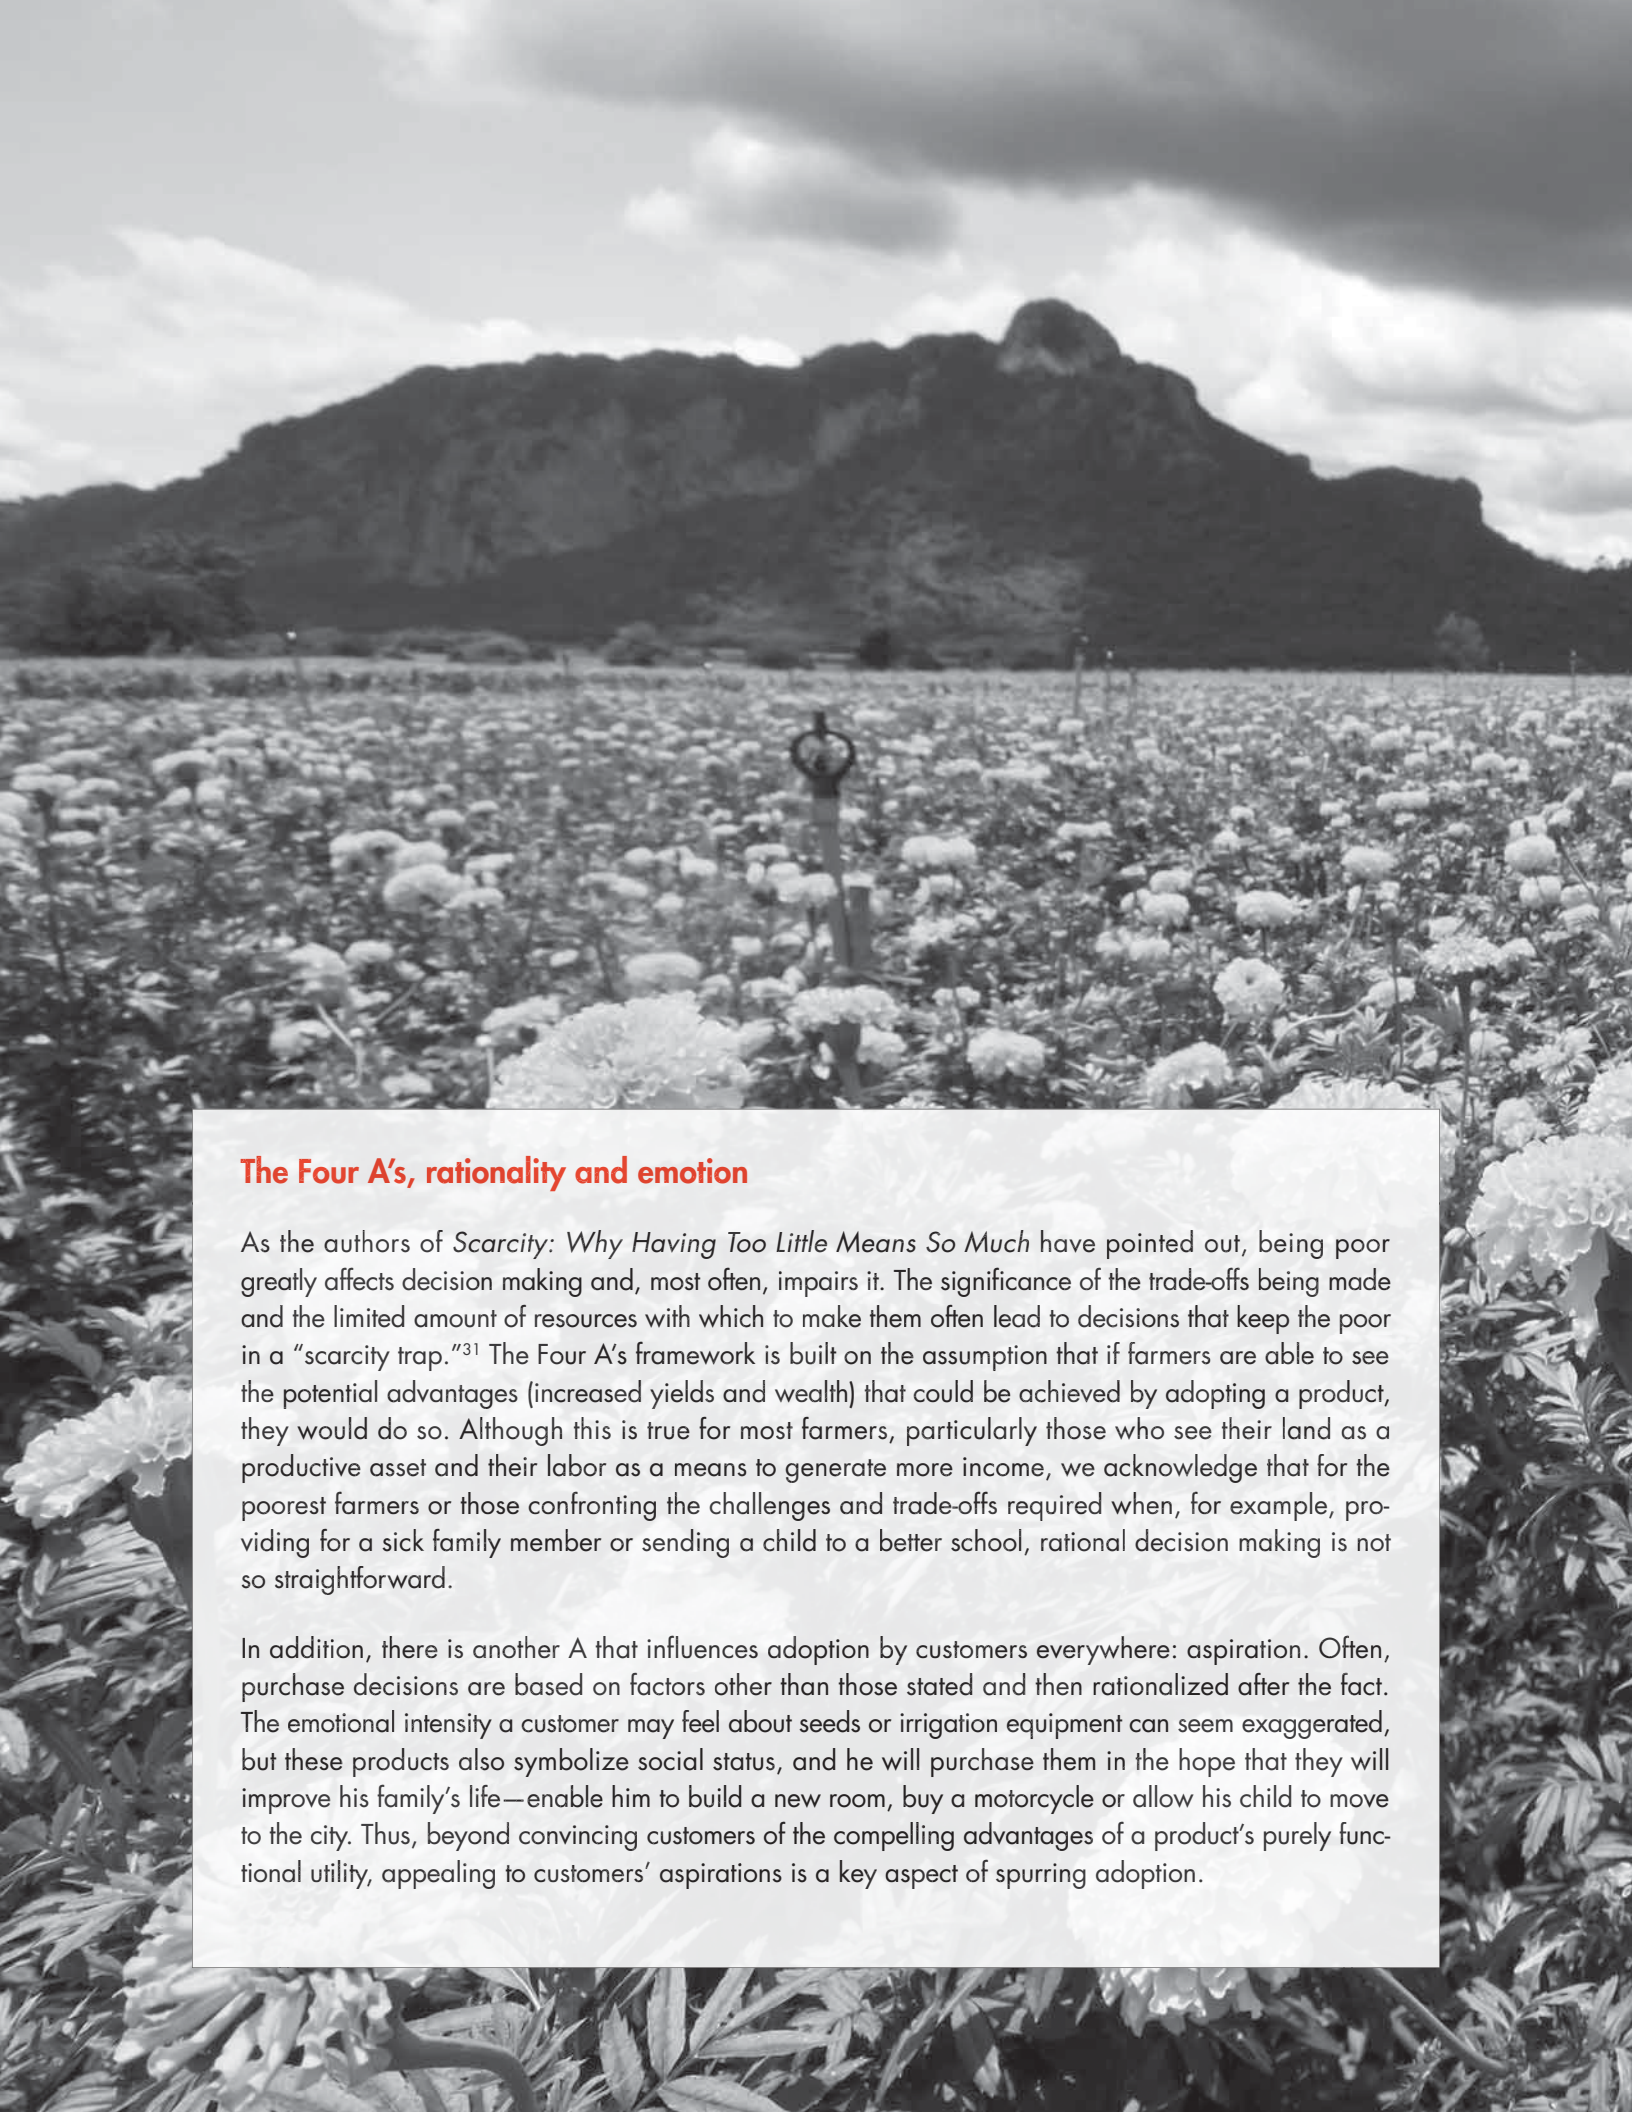 The Four A’s, rationality and emotion
As the authors of Scarcity: Why Having Too Little Means So Much have pointed out, being poor
greatly affects decision making and, most often, impairs it. The significance of the trade-offs being made
and the limited amount of resources with which to make them often lead to decisions that keep the poor
in a “scarcity trap.”31 The Four A’s framework is built on the assumption that if farmers are able to see
the potential advantages (increased yields and wealth) that could be achieved by adopting a product,
they would do so. Although this is true for most farmers, particularly those who see their land as a
productive asset and their labor as a means to generate more income, we acknowledge that for the
poorest farmers or those confronting the challenges and trade-offs required when, for example, pro-
viding for a sick family member or sending a child to a better school, rational decision making is not
so straightforward.
In addition, there is another A that influences adoption by customers everywhere: aspiration. Often,
purchase decisions are based on factors other than those stated and then rationalized after the fact.
The emotional intensity a customer may feel about seeds or irrigation equipment can seem exaggerated,
but these products also symbolize social status, and he will purchase them in the hope that they will
improve his family’s life—enable him to build a new room, buy a motorcycle or allow his child to move
to the city. Thus, beyond convincing customers of the compelling advantages of a product’s purely func-
tional utility, appealing to customers’ aspirations is a key aspect of spurring adoption.